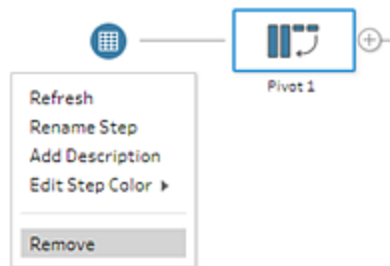 Pivot 1
Refresh
Rename Step
Add Description
Edit Step Color
Remove